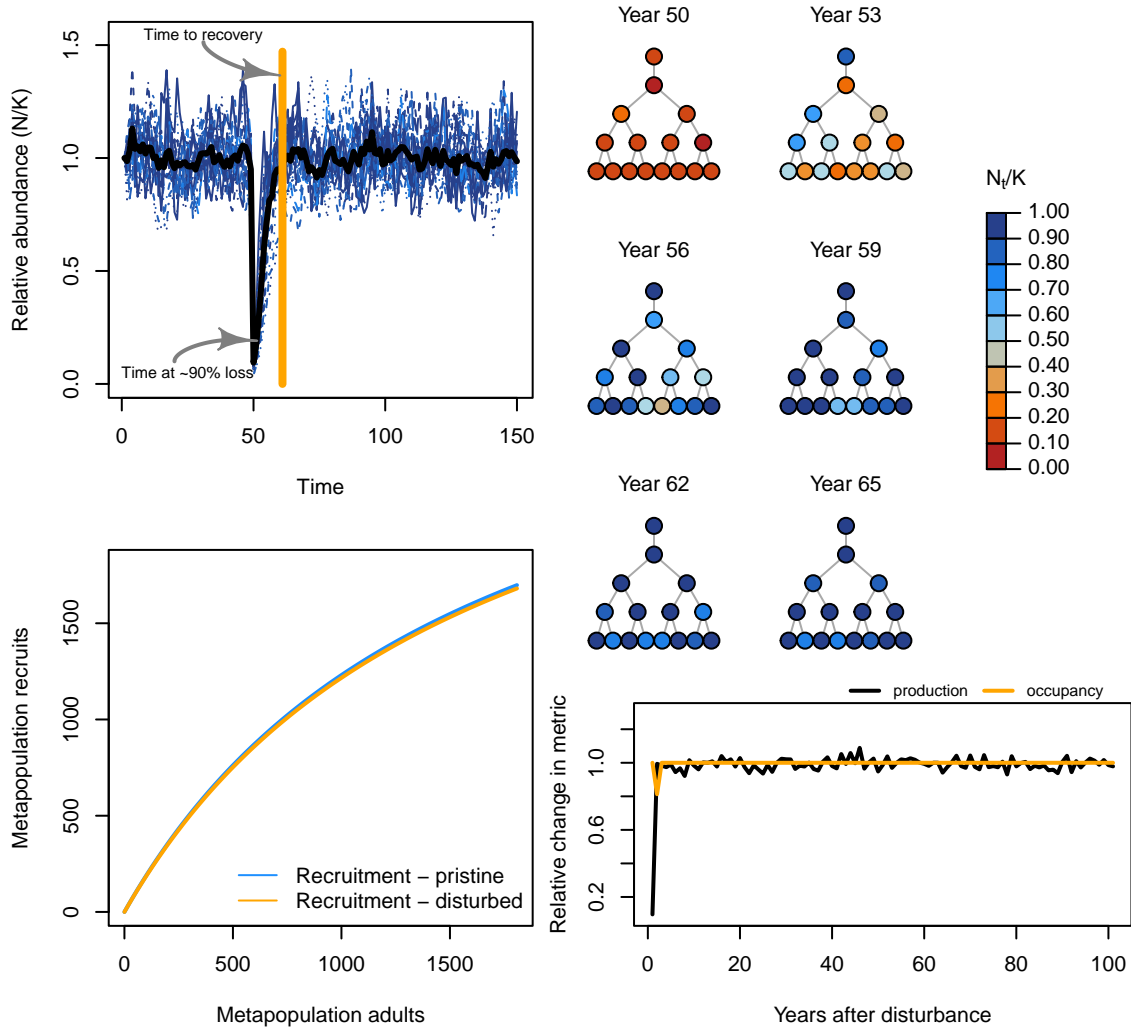 Relative abundance (N/K)
1.5
1.0
0.5
0.0
Time to recovery
Time at ~90% loss
0
50
100
150
Time
Year 50
Year 53
Year 56
Year 59
Year 62
Year 65
Nt/K
1.00
0.90
0.80
0.70
0.60
0.50
0.40
0.30
0.20
0.10
0.00
Metapopulation recruits
1500
1000
500
0
Recruitment − pristine
Recruitment − disturbed
0
500
1000
1500
Metapopulation adults
production
occupancy
Relative change in metric
1.0
0.6
0.2
0
20
40
60
80
100
Years after disturbance